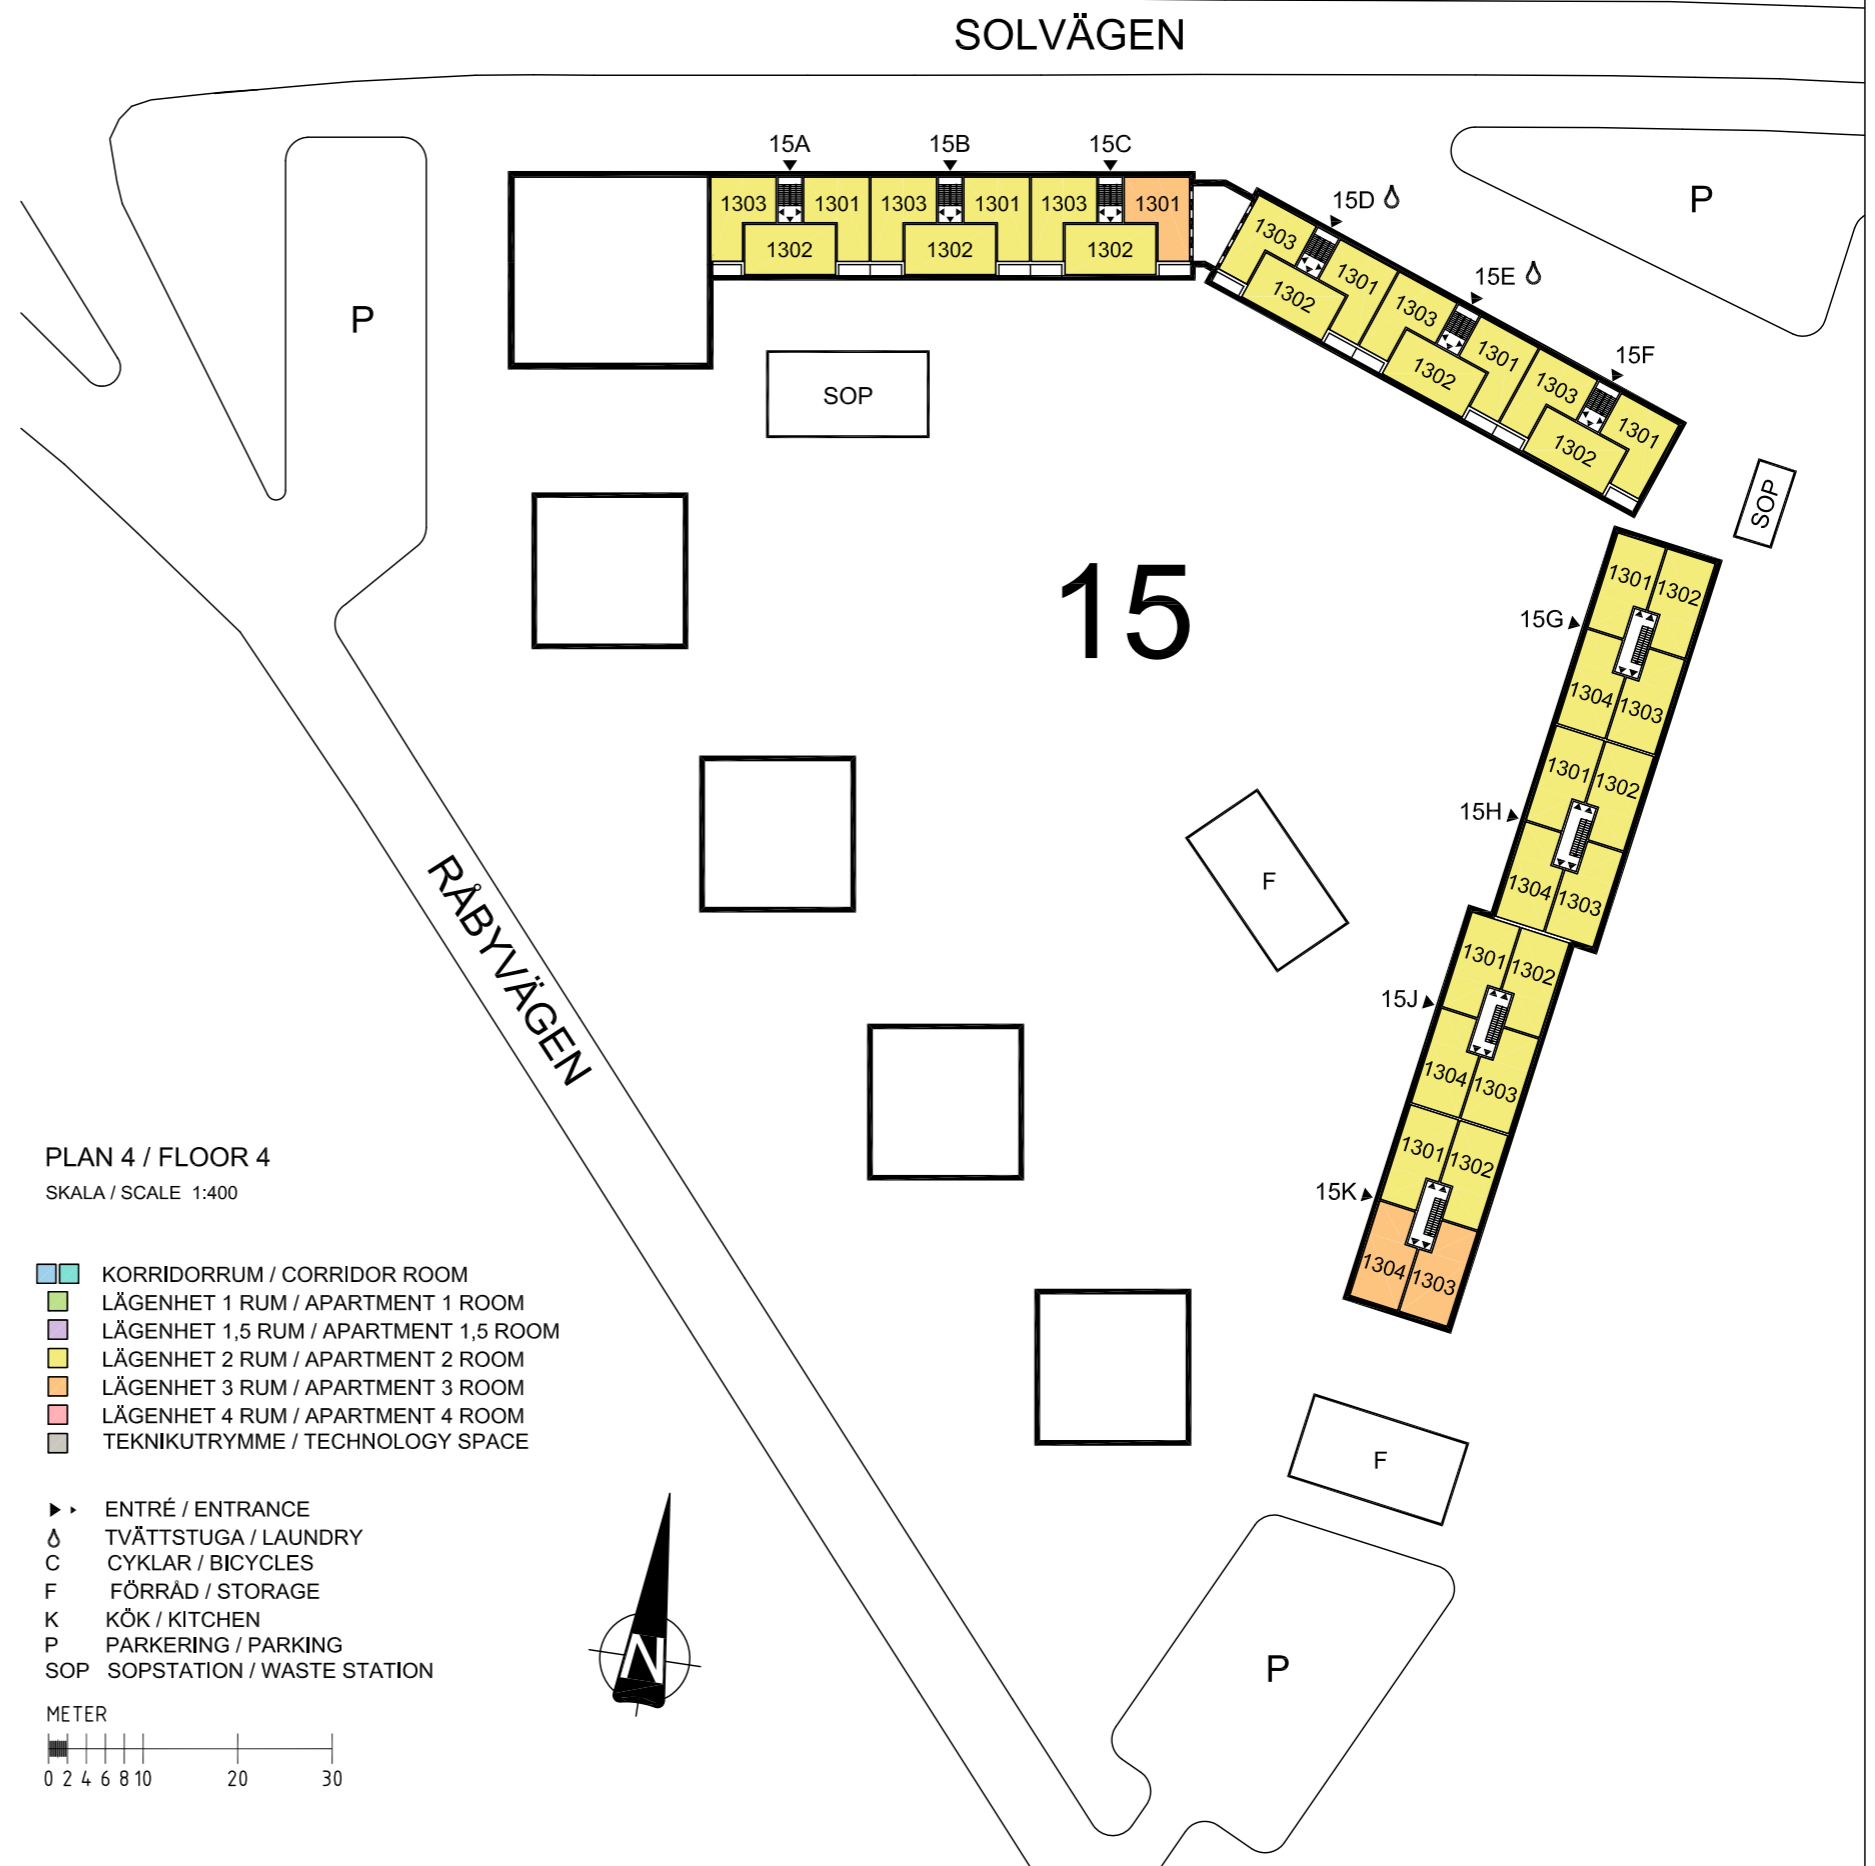 SOLVÄGEN
15A
15B
15C
1303
1301
1303
1301
1303
1301
1302
1302
1302
15D
15E
15F
1303
1301
1302
1303
1301
1302
1303
1301
1302
P
P
SOP
SOP
15
15G
1301
1302
1304
1303
15H
1301
1302
1304
1303
15J
1301
1302
1304
1303
15K
1301
1302
1304
1303
F
RÅBYVÄGEN
F
P
PLAN 4 / FLOOR 4
SKALA / SCALE 1:400
KORRIDORRUM / CORRIDOR ROOM
LÄGENHET 1 RUM / APARTMENT 1 ROOM
LÄGENHET 1,5 RUM / APARTMENT 1,5 ROOM
LÄGENHET 2 RUM / APARTMENT 2 ROOM
LÄGENHET 3 RUM / APARTMENT 3 ROOM
LÄGENHET 4 RUM / APARTMENT 4 ROOM
TEKNIKUTRYMME / TECHNOLOGY SPACE
ENTRÉ / ENTRANCE
TVÄTTSTUGA / LAUNDRY
C CYKLAR / BICYCLES
F FÖRRÅD / STORAGE
K KÖK / KITCHEN
P PARKERING / PARKING
SOP SOPSTATION / WASTE STATION
METER
0 2 4 6 8 10 20 30
N